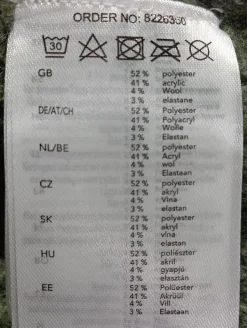 ORDER NO: 8226330
30
GB 52 % polyester
41 % acrylic
4 % Wool
3 % elastane
DE/AT/CH 52 % Polyester
41 % Polyacryl
4 % Wolle
3 % Elastan
NL/BE 52 % Polyester
41 % Acryl
4 % wol
3 % Elastaan
CZ 52 % polyester
41 % akryl
4 % Vlna
3 % elastan
SK 52 % polyester
41 % akryl
4 % vlna
3 % elastan
HU 52 % poliészter
41 % akril
4 % gyapjú
3 % elasztán
EE 52 % Polüester
41 % Akrüül
4 % Vill
3 % Elastaan